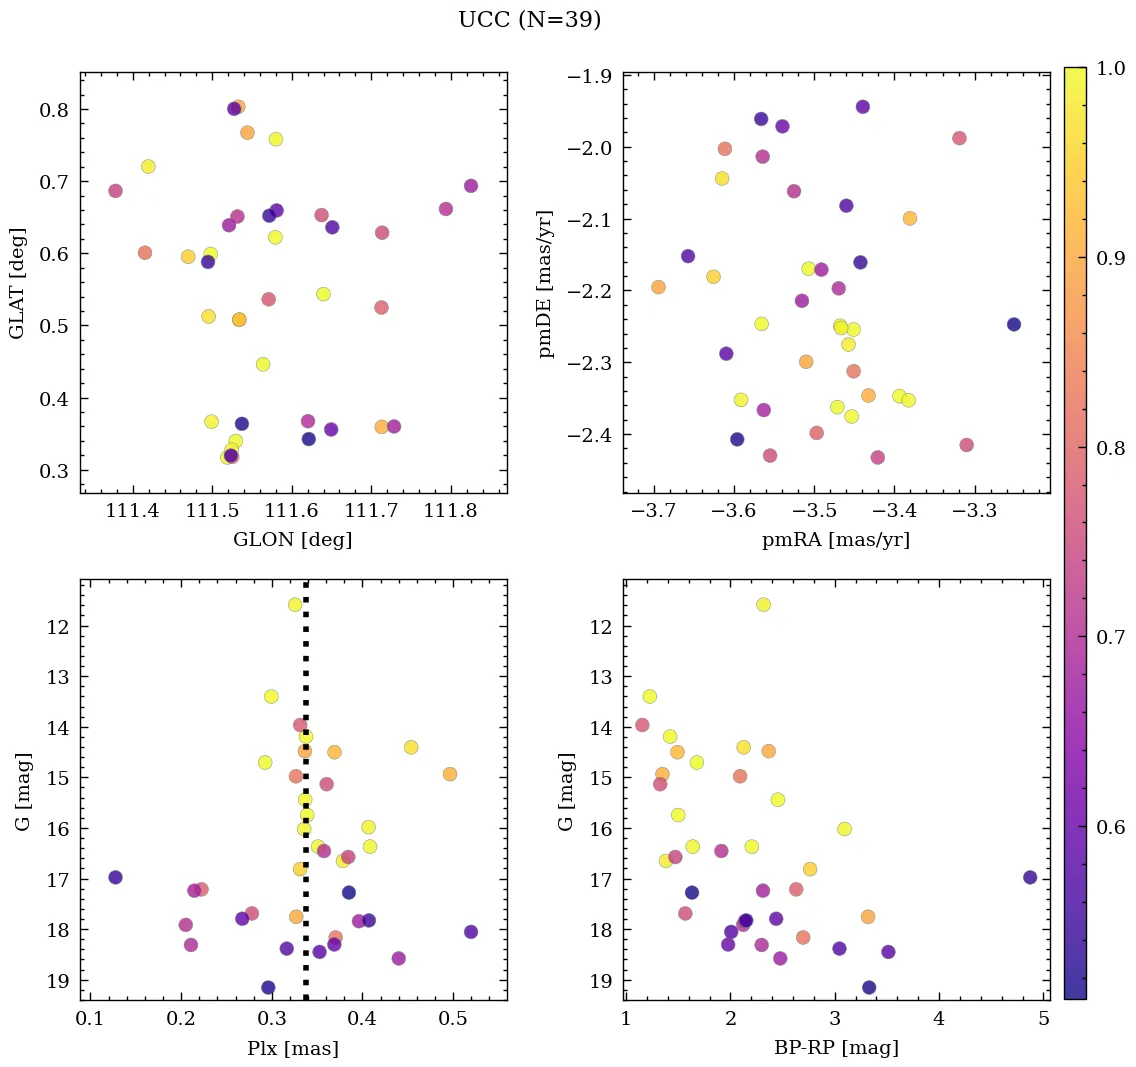 UCC (N=39)
0.8
0.7
0.6
0.5
0.4
0.3
GLAT [deg]
111.4 111.5 111.6 111.7 111.8
GLON [deg]
−1.9
−2.0
−2.1
−2.2
−2.3
−2.4
pmDE [mas/yr]
−3.7 −3.6 −3.5 −3.4 −3.3
pmRA [mas/yr]
12
13
14
15
16
17
18
19
G [mag]
0.1 0.2 0.3 0.4 0.5
Plx [mas]
12
13
14
15
16
17
18
19
G [mag]
1 2 3 4 5
BP-RP [mag]
1.0
0.9
0.8
0.7
0.6